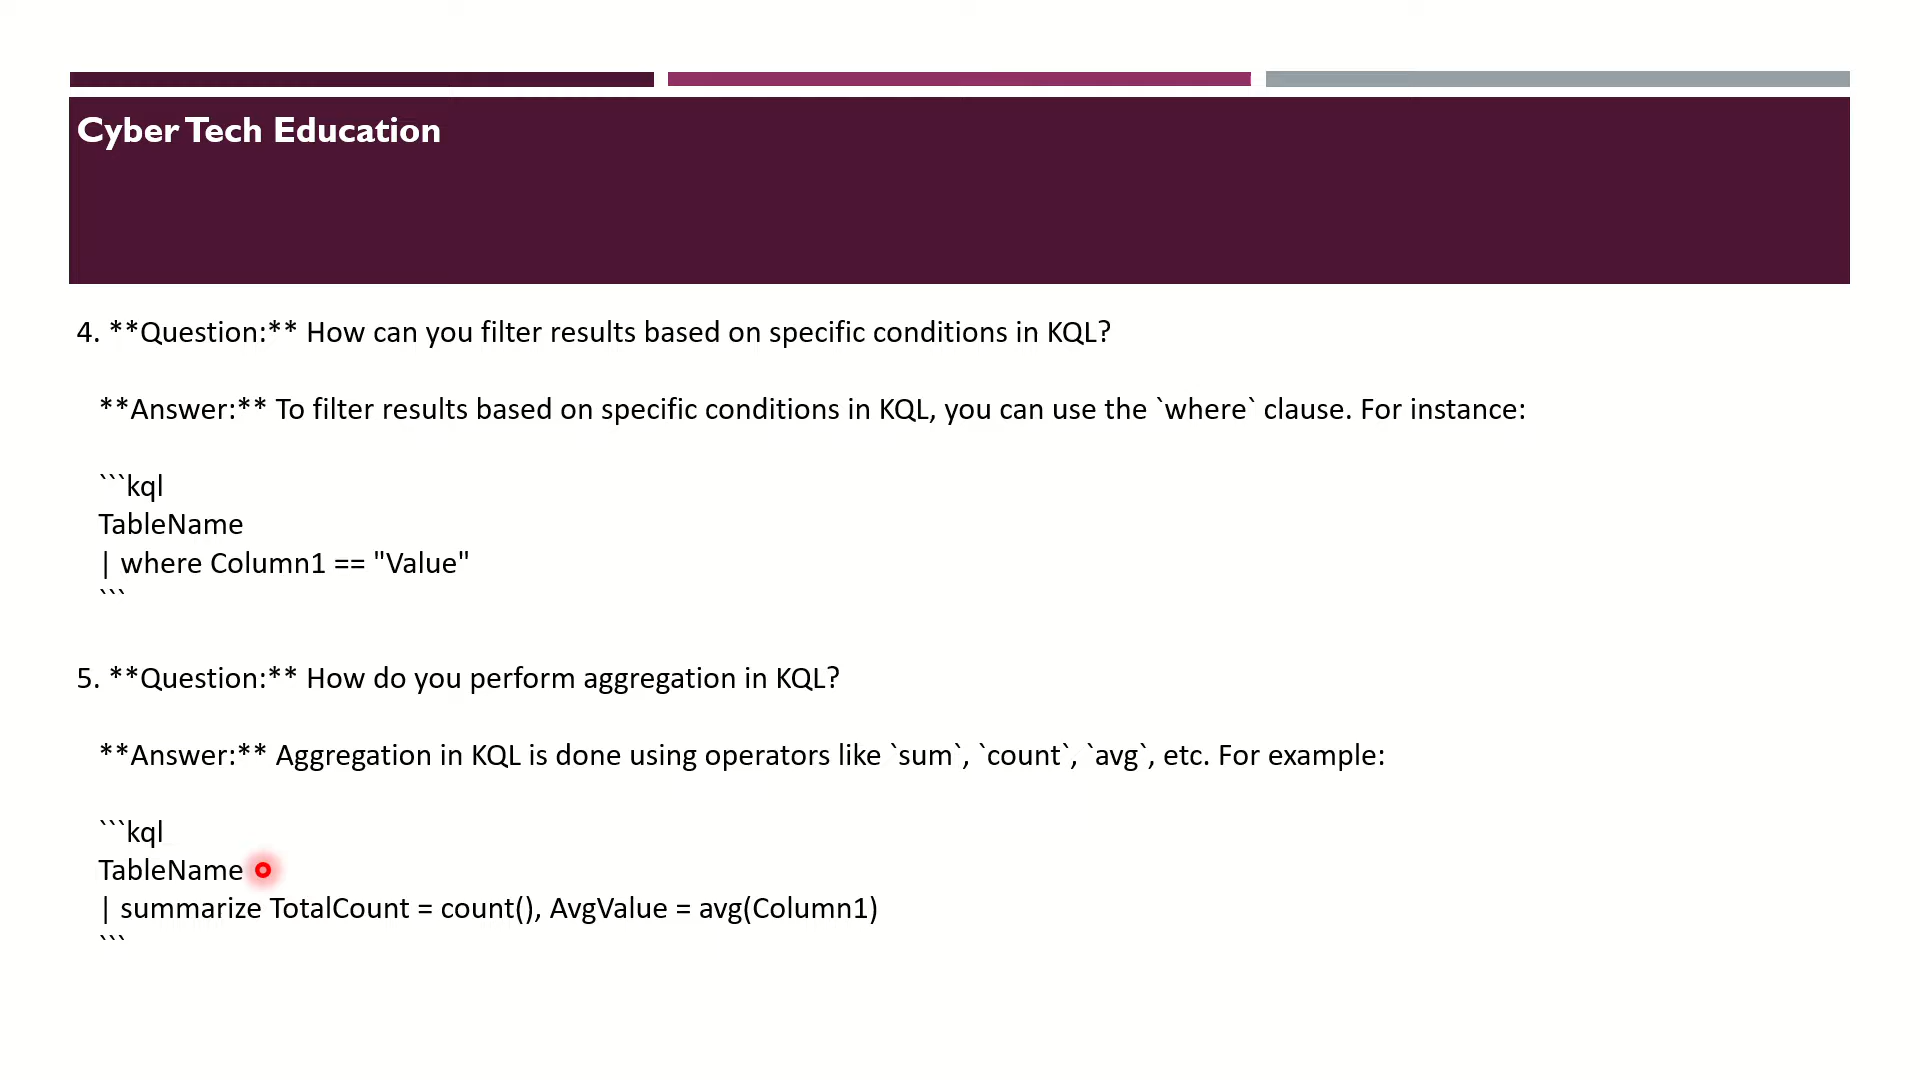 Cyber Tech Education
4. **Question:** How can you filter results based on specific conditions in KQL?
**Answer:** To filter results based on specific conditions in KQL, you can use the `where` clause. For instance:
```kql
TableName
| where Column1 == "Value"
```
5. **Question:** How do you perform aggregation in KQL?
**Answer:** Aggregation in KQL is done using operators like `sum`, `count`, `avg`, etc. For example:
```kql
TableName
| summarize TotalCount = count(), AvgValue = avg(Column1)
```